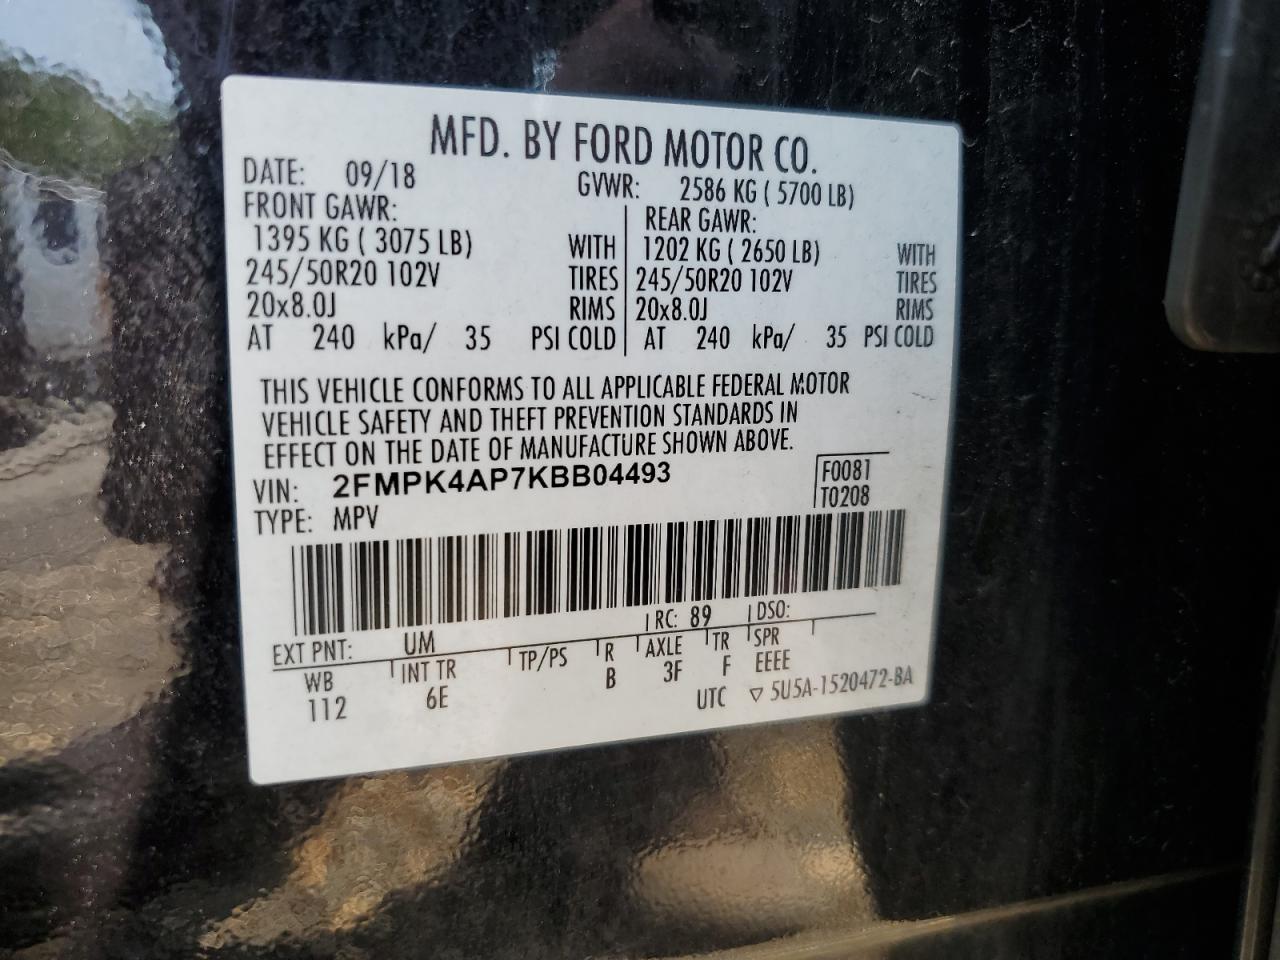 MFD. BY FORD MOTOR CO.
DATE: 09/18 GVWR: 2586 KG ( 5700 LB)
FRONT GAWR: REAR GAWR:
1395 KG ( 3075 LB) WITH 1202 KG ( 2650 LB) WITH
245/50R20 102V TIRES 245/50R20 102V TIRES
20x8.0J RIMS 20x8.0J RIMS
AT 240 kPa/ 35 PSI COLD AT 240 kPa/ 35 PSI COLD
THIS VEHICLE CONFORMS TO ALL APPLICABLE FEDERAL MOTOR
VEHICLE SAFETY AND THEFT PREVENTION STANDARDS IN
EFFECT ON THE DATE OF MANUFACTURE SHOWN ABOVE.
VIN: 2FMPK4AP7KBB04493 F0081
TYPE: MPV T0208
EXT PNT: UM RC: 89 DSO:
WB INT TR TP/PS R AXLE TR SPR
112 6E B 3F F EEEE
UTC ▽ 5U5A-1520472-BA